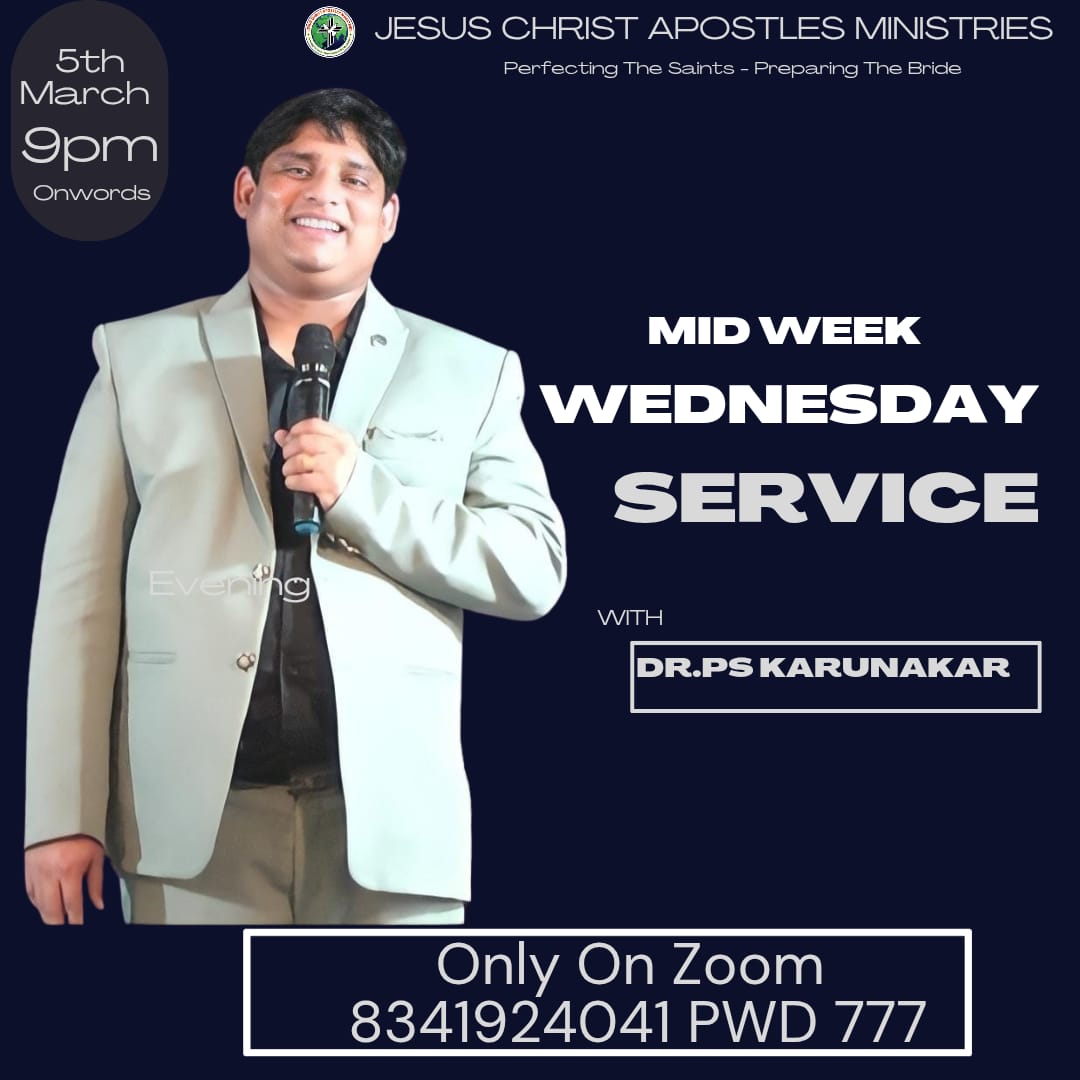 5th
March
9pm
Onwords
JESUS CHRIST APOSTLES MINISTRIES
Perfecting The Saints - Preparing The Bride
MID WEEK
WEDNESDAY
SERVICE
Evening
WITH
DR.PS KARUNAKAR
Only On Zoom
8341924041 PWD 777